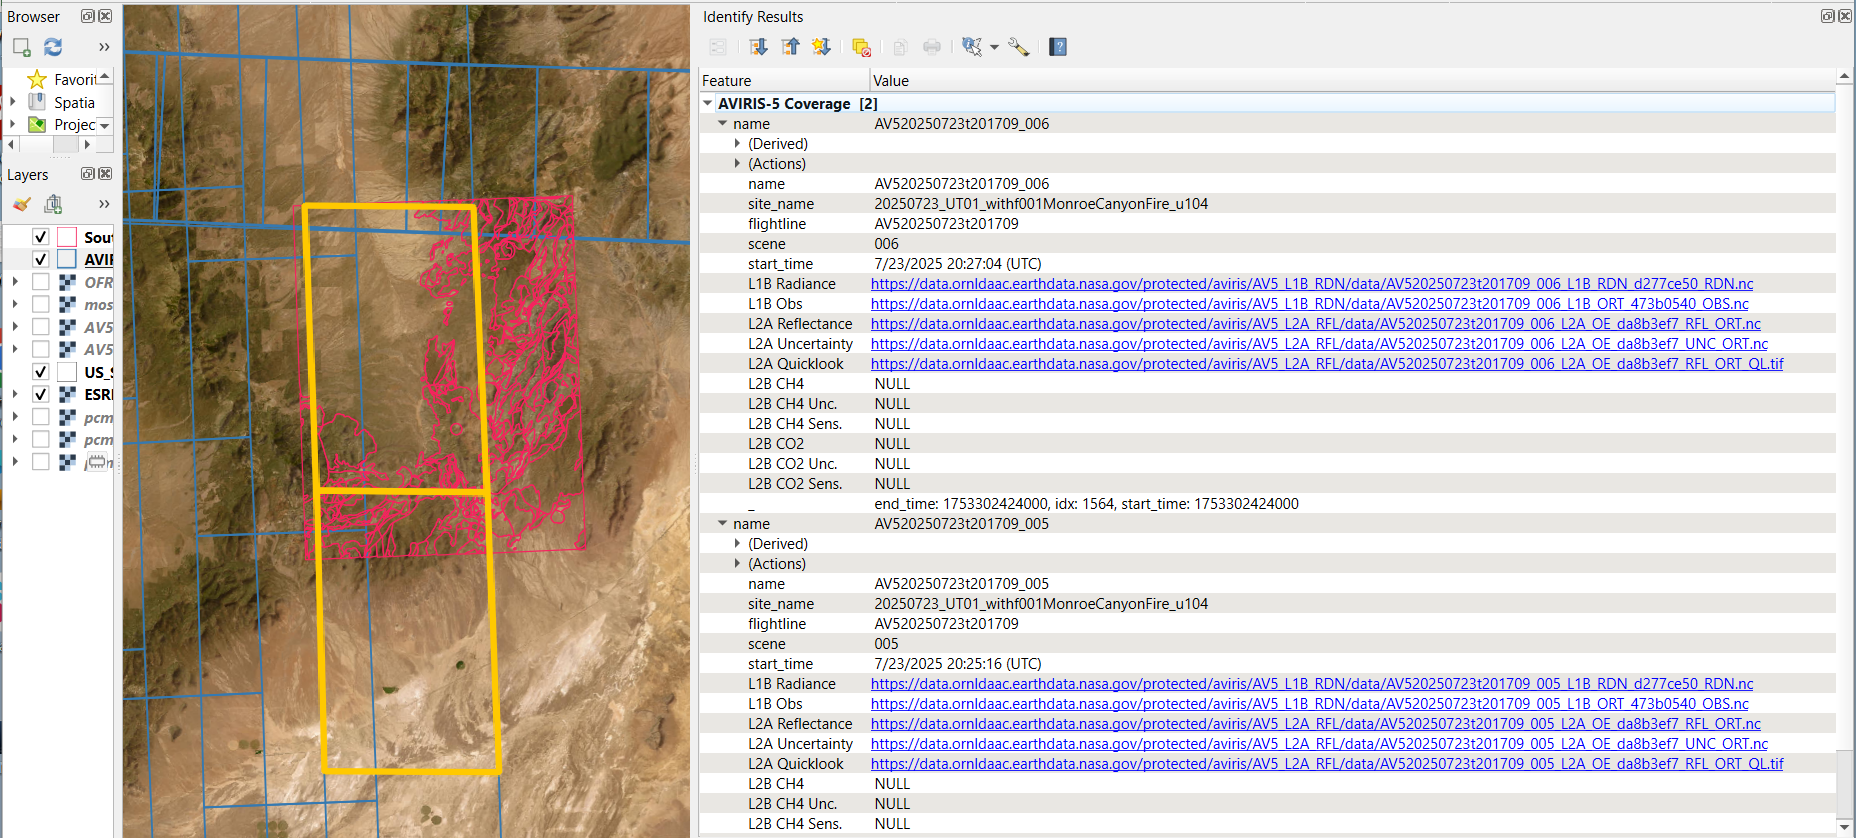 Browser
»
Favorit
Spatia
Projec
Layers
»
Sout
AVIF
OFR
mos
AV5
AV5
US_S
ESRI
pcm
pcm
Identify Results
Feature Value
AVIRIS-5 Coverage [2]
name AV520250723t201709_006
(Derived)
(Actions)
name AV520250723t201709_006
site_name 20250723_UT01_withf001MonroeCanyonFire_u104
flightline AV520250723t201709
scene 006
start_time 7/23/2025 20:27:04 (UTC)
L1B Radiance https://data.ornldaac.earthdata.nasa.gov/protected/aviris/AV5_L1B_RDN/data/AV520250723t201709_006_L1B_RDN_d277ce50_RDN.nc
L1B Obs https://data.ornldaac.earthdata.nasa.gov/protected/aviris/AV5_L1B_RDN/data/AV520250723t201709_006_L1B_ORT_473b0540_OBS.nc
L2A Reflectance https://data.ornldaac.earthdata.nasa.gov/protected/aviris/AV5_L2A_RFL/data/AV520250723t201709_006_L2A_OE_da8b3ef7_RFL_ORT.nc
L2A Uncertainty https://data.ornldaac.earthdata.nasa.gov/protected/aviris/AV5_L2A_RFL/data/AV520250723t201709_006_L2A_OE_da8b3ef7_UNC_ORT.nc
L2A Quicklook https://data.ornldaac.earthdata.nasa.gov/protected/aviris/AV5_L2A_RFL/data/AV520250723t201709_006_L2A_OE_da8b3ef7_RFL_ORT_QL.tif
L2B CH4 NULL
L2B CH4 Unc. NULL
L2B CH4 Sens. NULL
L2B CO2 NULL
L2B CO2 Unc. NULL
L2B CO2 Sens. NULL
_ end_time: 1753302424000, idx: 1564, start_time: 1753302424000
name AV520250723t201709_005
(Derived)
(Actions)
name AV520250723t201709_005
site_name 20250723_UT01_withf001MonroeCanyonFire_u104
flightline AV520250723t201709
scene 005
start_time 7/23/2025 20:25:16 (UTC)
L1B Radiance https://data.ornldaac.earthdata.nasa.gov/protected/aviris/AV5_L1B_RDN/data/AV520250723t201709_005_L1B_RDN_d277ce50_RDN.nc
L1B Obs https://data.ornldaac.earthdata.nasa.gov/protected/aviris/AV5_L1B_RDN/data/AV520250723t201709_005_L1B_ORT_473b0540_OBS.nc
L2A Reflectance https://data.ornldaac.earthdata.nasa.gov/protected/aviris/AV5_L2A_RFL/data/AV520250723t201709_005_L2A_OE_da8b3ef7_RFL_ORT.nc
L2A Uncertainty https://data.ornldaac.earthdata.nasa.gov/protected/aviris/AV5_L2A_RFL/data/AV520250723t201709_005_L2A_OE_da8b3ef7_UNC_ORT.nc
L2A Quicklook https://data.ornldaac.earthdata.nasa.gov/protected/aviris/AV5_L2A_RFL/data/AV520250723t201709_005_L2A_OE_da8b3ef7_RFL_ORT_QL.tif
L2B CH4 NULL
L2B CH4 Unc. NULL
L2B CH4 Sens. NULL